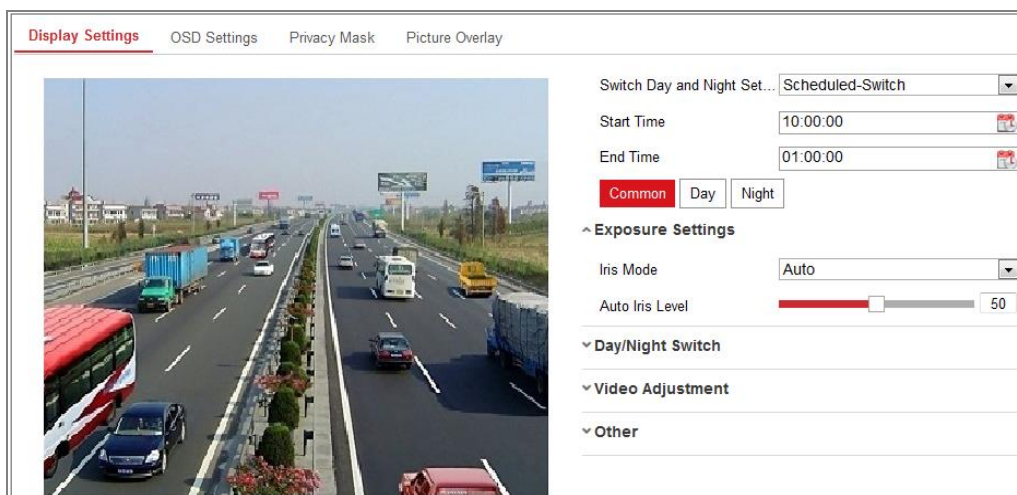 Display Settings OSD Settings Privacy Mask Picture Overlay
Switch Day and Night Set... Scheduled-Switch
Start Time 10:00:00
End Time 01:00:00
Common Day Night
Exposure Settings
Iris Mode Auto
Auto Iris Level 50
Day/Night Switch
Video Adjustment
Other